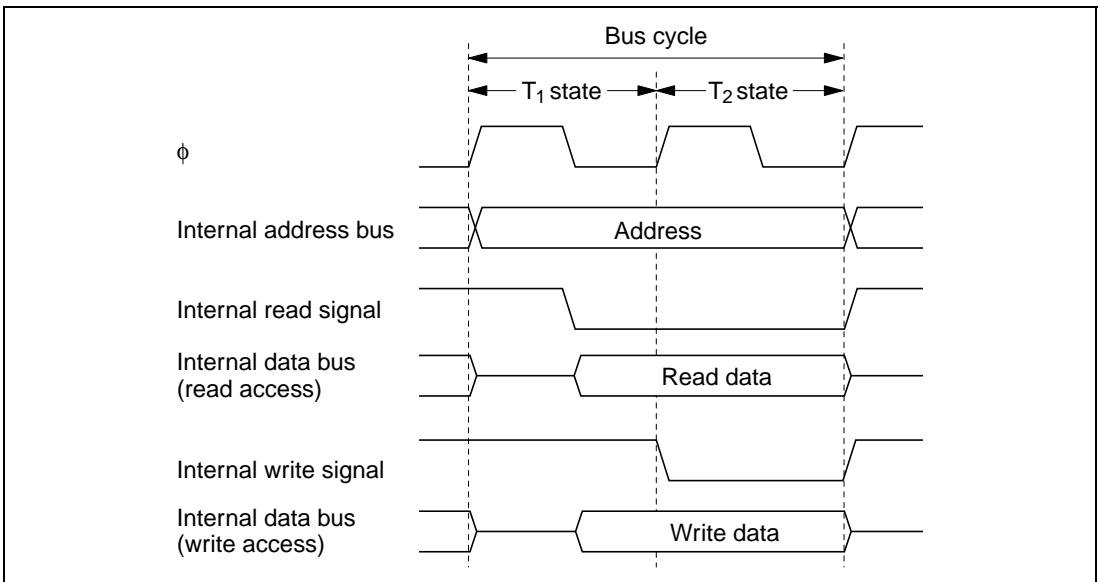 Bus cycle
T₁ state
T₂ state
ϕ
Internal address bus
Address
Internal read signal
Internal data bus
(read access)
Read data
Internal write signal
Internal data bus
(write access)
Write data